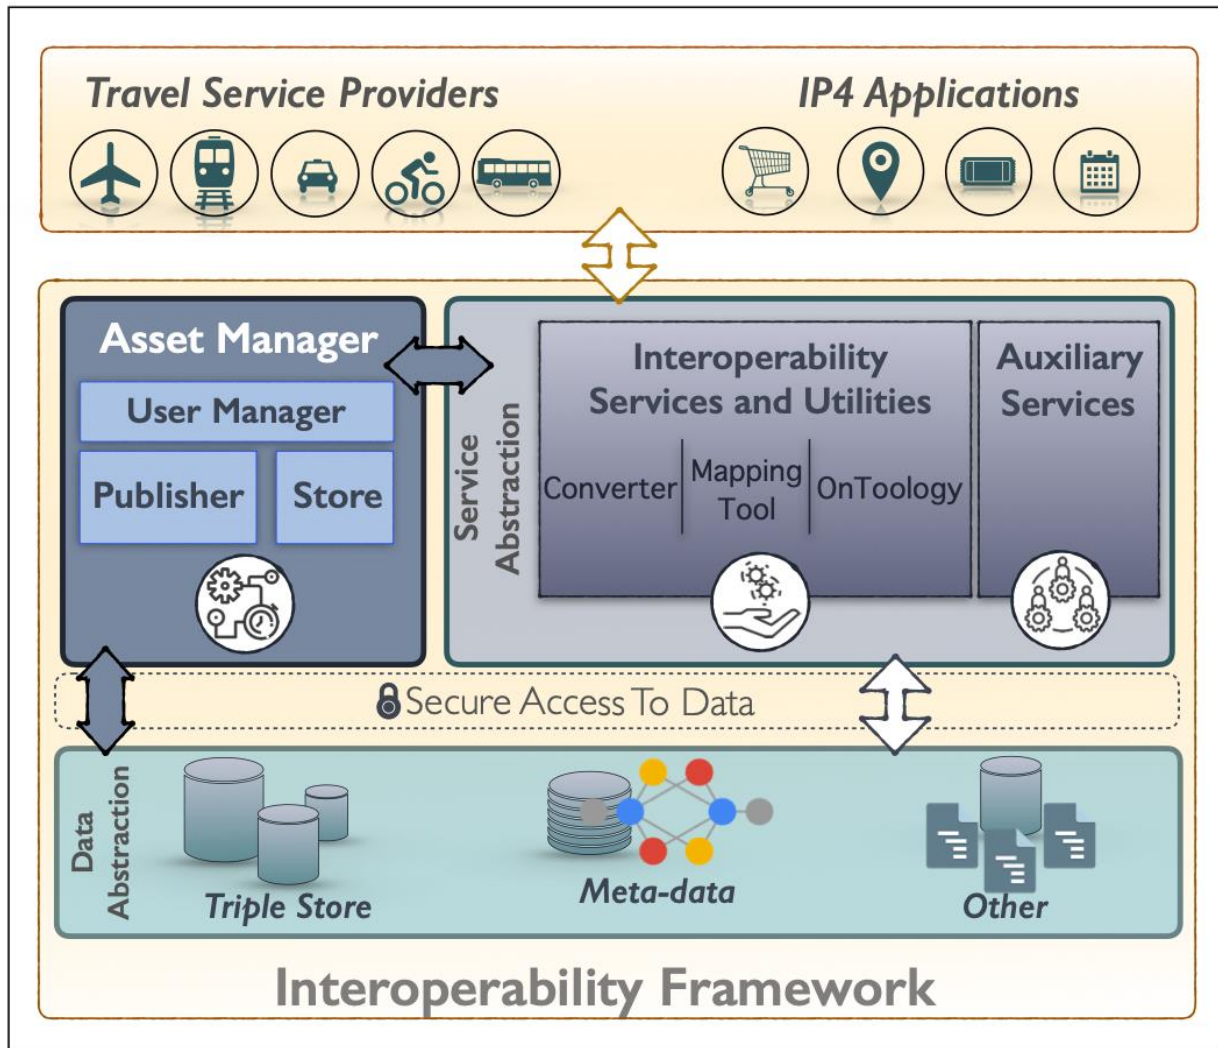 Travel Service Providers
IP4 Applications
Asset Manager
User Manager
Publisher
Store
Service
Abstraction
Interoperability
Services and Utilities
Converter
Mapping
Tool
OnToology
Auxiliary
Services
Secure Access To Data
Data
Abstraction
Triple Store
Meta-data
Other
Interoperability Framework